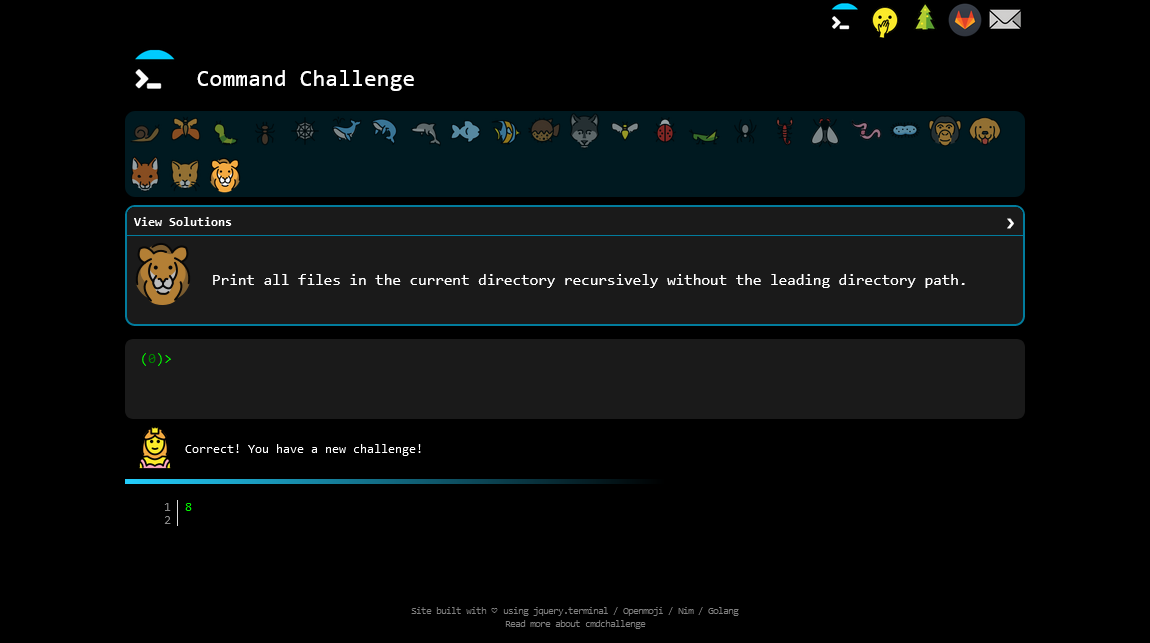 Command Challenge
View Solutions
Print all files in the current directory recursively without the leading directory path.
(0)>
Correct! You have a new challenge!
1 8
2
Site built with ♡ using jquery.terminal / Openmoji / Nim / Golang
Read more about cmdchallenge